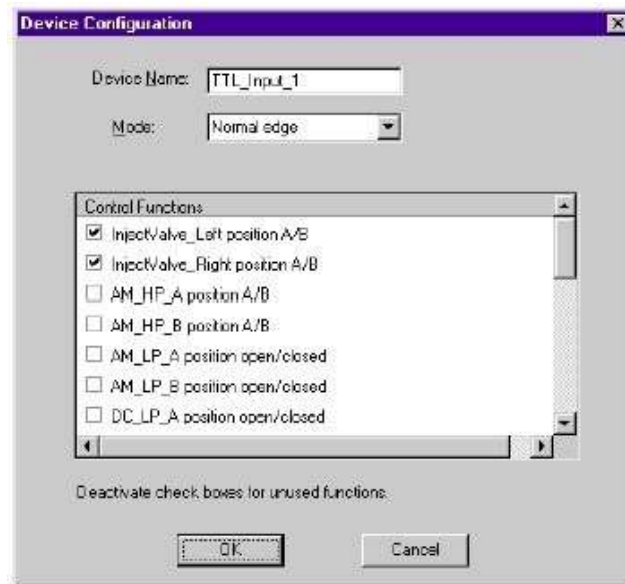 Device Configuration
Device Name: TTL_Input_1
Mode: Normal edge
Control Functions
InjectValve_Left position A/B
InjectValve_Right position A/B
AM_HP_A position A/B
AM_HP_B position A/B
AM_LP_A position open/closed
AM_LP_B position open/closed
DC_LP_A position open/closed
Deactivate check boxes for unused functions.
OK Cancel